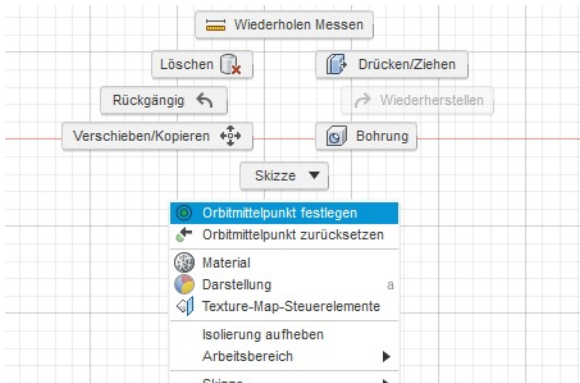 Wiederholen Messen
Löschen
Drücken/Ziehen
Rückgängig
Wiederherstellen
Verschieben/Kopieren
Bohrung
Skizze
Orbitmittelpunkt festlegen
Orbitmittelpunkt zurücksetzen
Material
Darstellung a
Texture-Map-Steuerelemente
Isolierung aufheben
Arbeitsbereich
Skizze